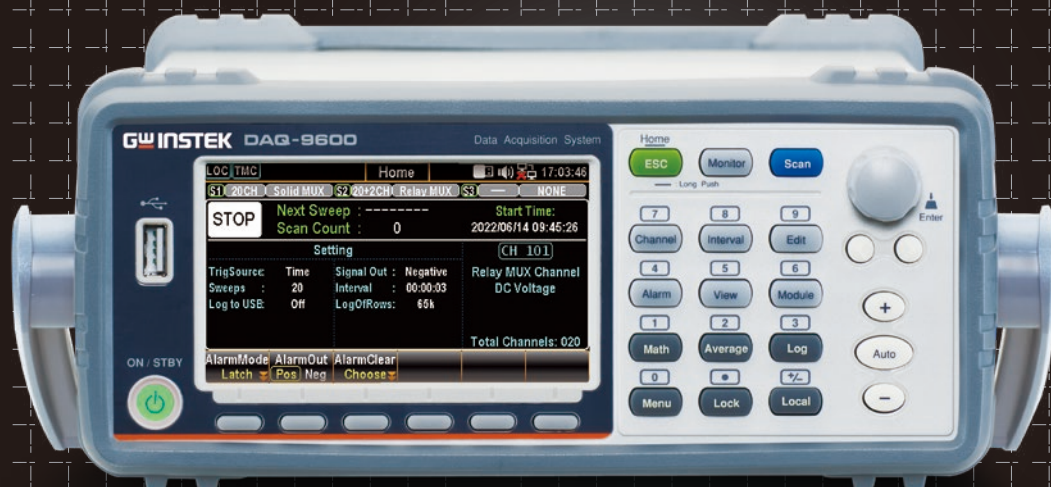 GW INSTEK DAQ-9600 Data Acquisition System
LOC TMC Home 17:03:46
S1 20CH Solid MUX S2 20+2CH Relay MUX S3 — NONE
STOP
Next Sweep : --------
Scan Count : 0
Start Time:
2022/06/14 09:45:26
Setting
TrigSource: Time Signal Out : Negative
Sweeps : 20 Interval : 00:00:03
Log to USB: Off LogOfRows: 65k
CH 101
Relay MUX Channel
DC Voltage
Total Channels: 020
AlarmMode AlarmOut AlarmClear
Latch Pos Neg Choose
ON / STBY
Home
ESC Monitor Scan
: Long Push
7 8 9
Channel Interval Edit
4 5 6
Alarm View Module
1 2 3
Math Average Log
0 • +/−
Menu Lock Local
Enter
+
Auto
−